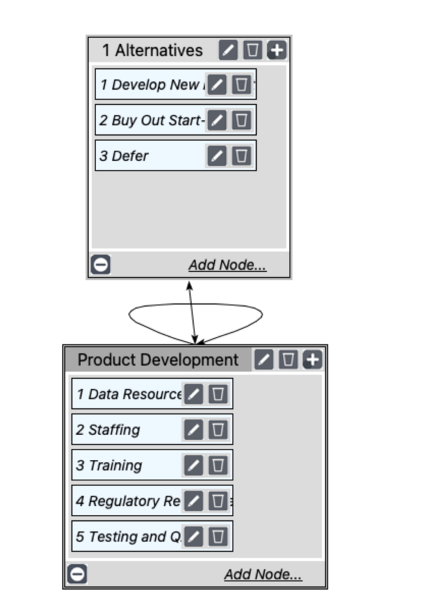 1 Alternatives
1 Develop New
2 Buy Out Start-
3 Defer
Add Node...
Product Development
1 Data Resource
2 Staffing
3 Training
4 Regulatory Re
5 Testing and Q
Add Node...